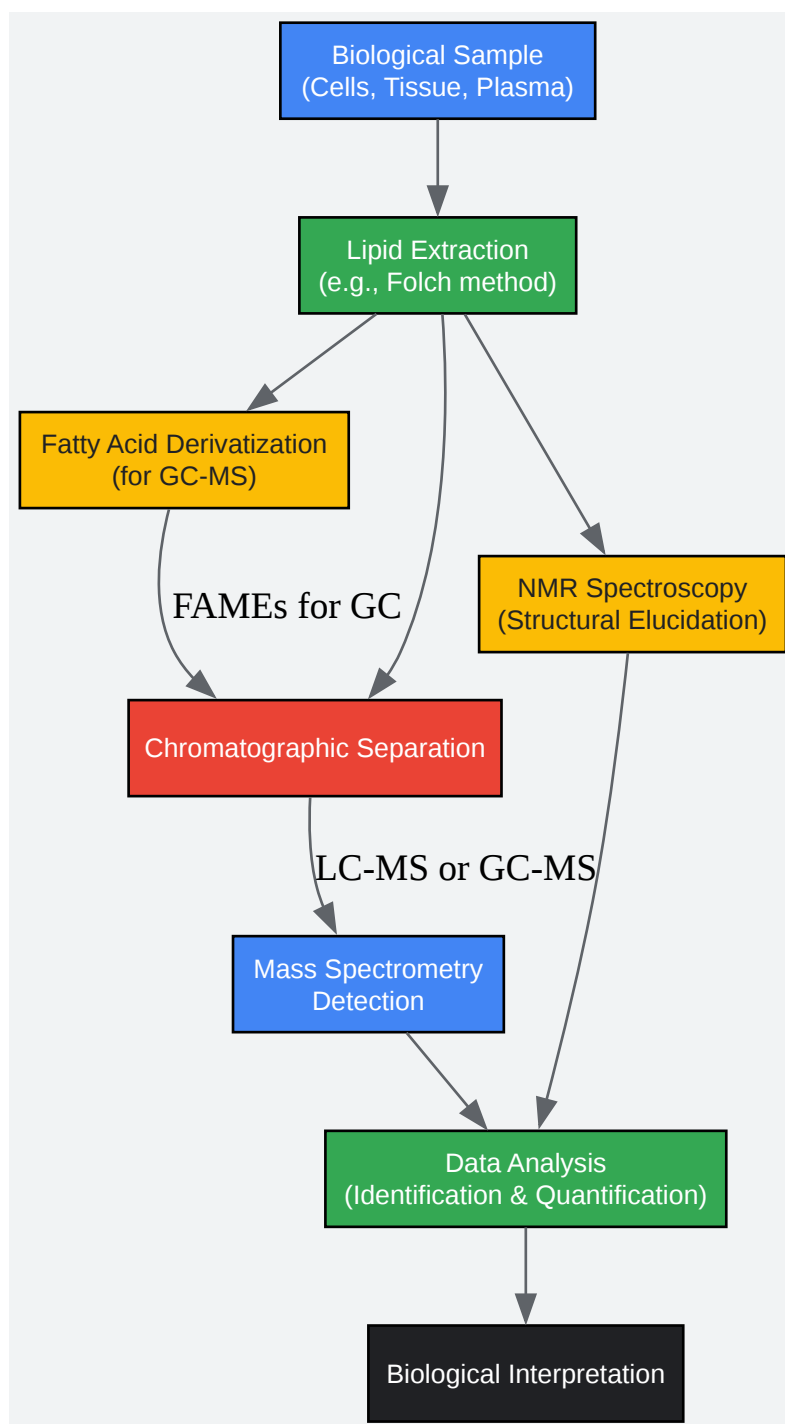 Biological Sample
(Cells, Tissue, Plasma)
Lipid Extraction
(e.g., Folch method)
Fatty Acid Derivatization
(for GC-MS)
FAMEs for GC
NMR Spectroscopy
(Structural Elucidation)
Chromatographic Separation
LC-MS or GC-MS
Mass Spectrometry
Detection
Data Analysis
(Identification & Quantification)
Biological Interpretation